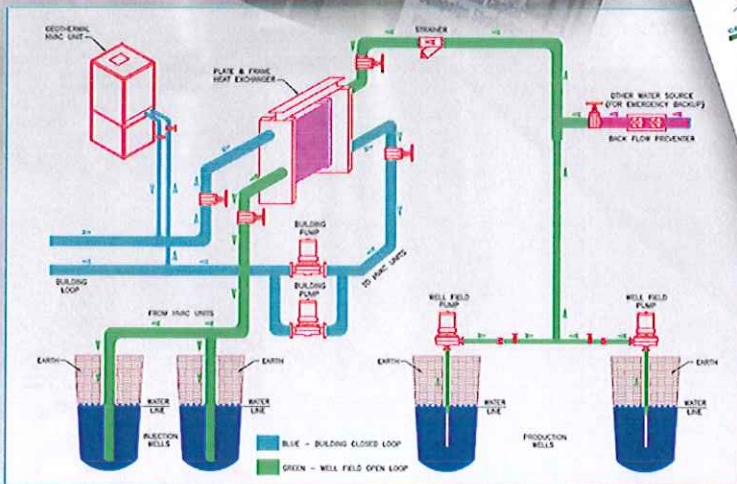 GEOTHERMAL
HVAC UNIT
PLATE & FRAME
HEAT EXCHANGER
STRAINER
OTHER WATER SOURCE
(FOR EMERGENCY BACKUP)
BACK FLOW PREVENTER
BUILDING
PUMP
BUILDING
LOOP
BUILDING
PUMP
TO HVAC UNITS
FROM HVAC UNITS
WELL FIELD
PUMP
WELL FIELD
PUMP
EARTH
EARTH
EARTH
EARTH
WATER
LINE
WATER
LINE
WATER
LINE
WATER
LINE
INJECTION
WELLS
PRODUCTION
WELLS
BLUE - BUILDING CLOSED LOOP
GREEN - WELL FIELD OPEN LOOP